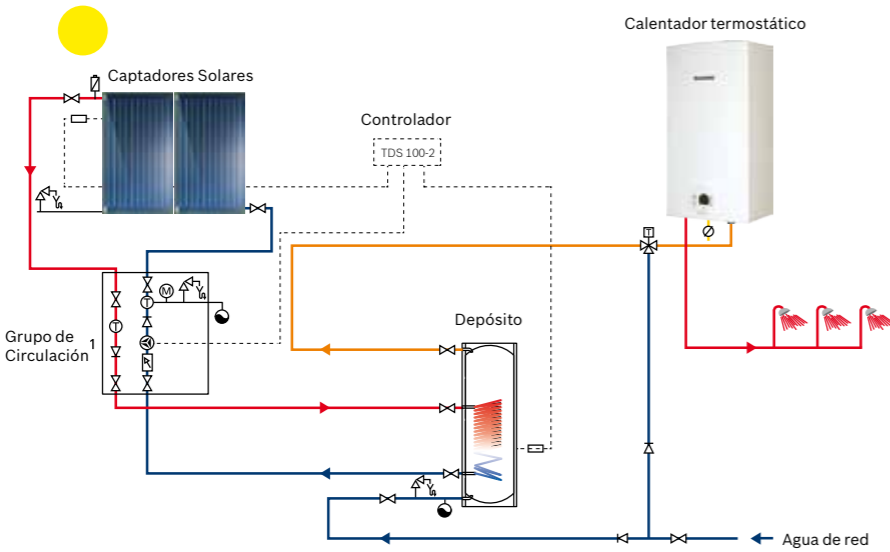 Calentador termostático
Captadores Solares
Controlador
TDS 100-2
T
T
M
Grupo de
Circulación
1
T
Depósito
Agua de red